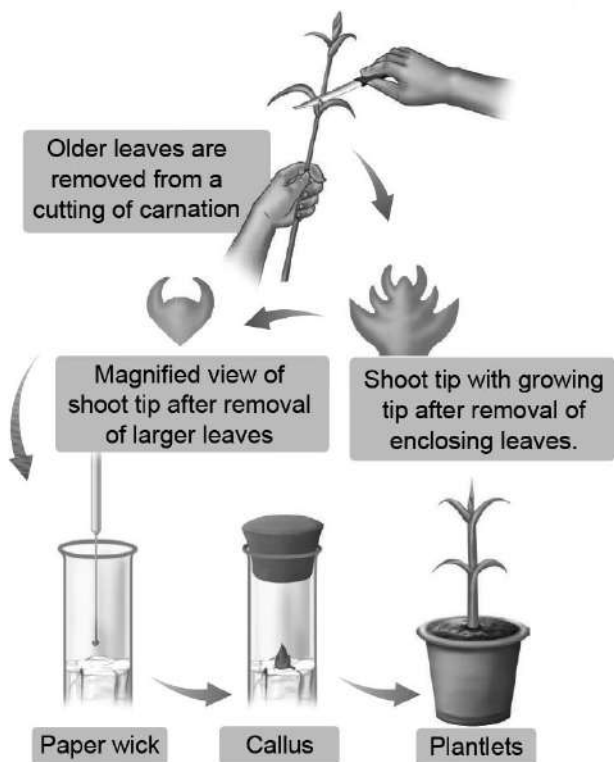 Older leaves are
removed from a
cutting of carnation
Magnified view of
shoot tip after removal
of larger leaves
Shoot tip with growing
tip after removal of
enclosing leaves.
Paper wick
Callus
Plantlets